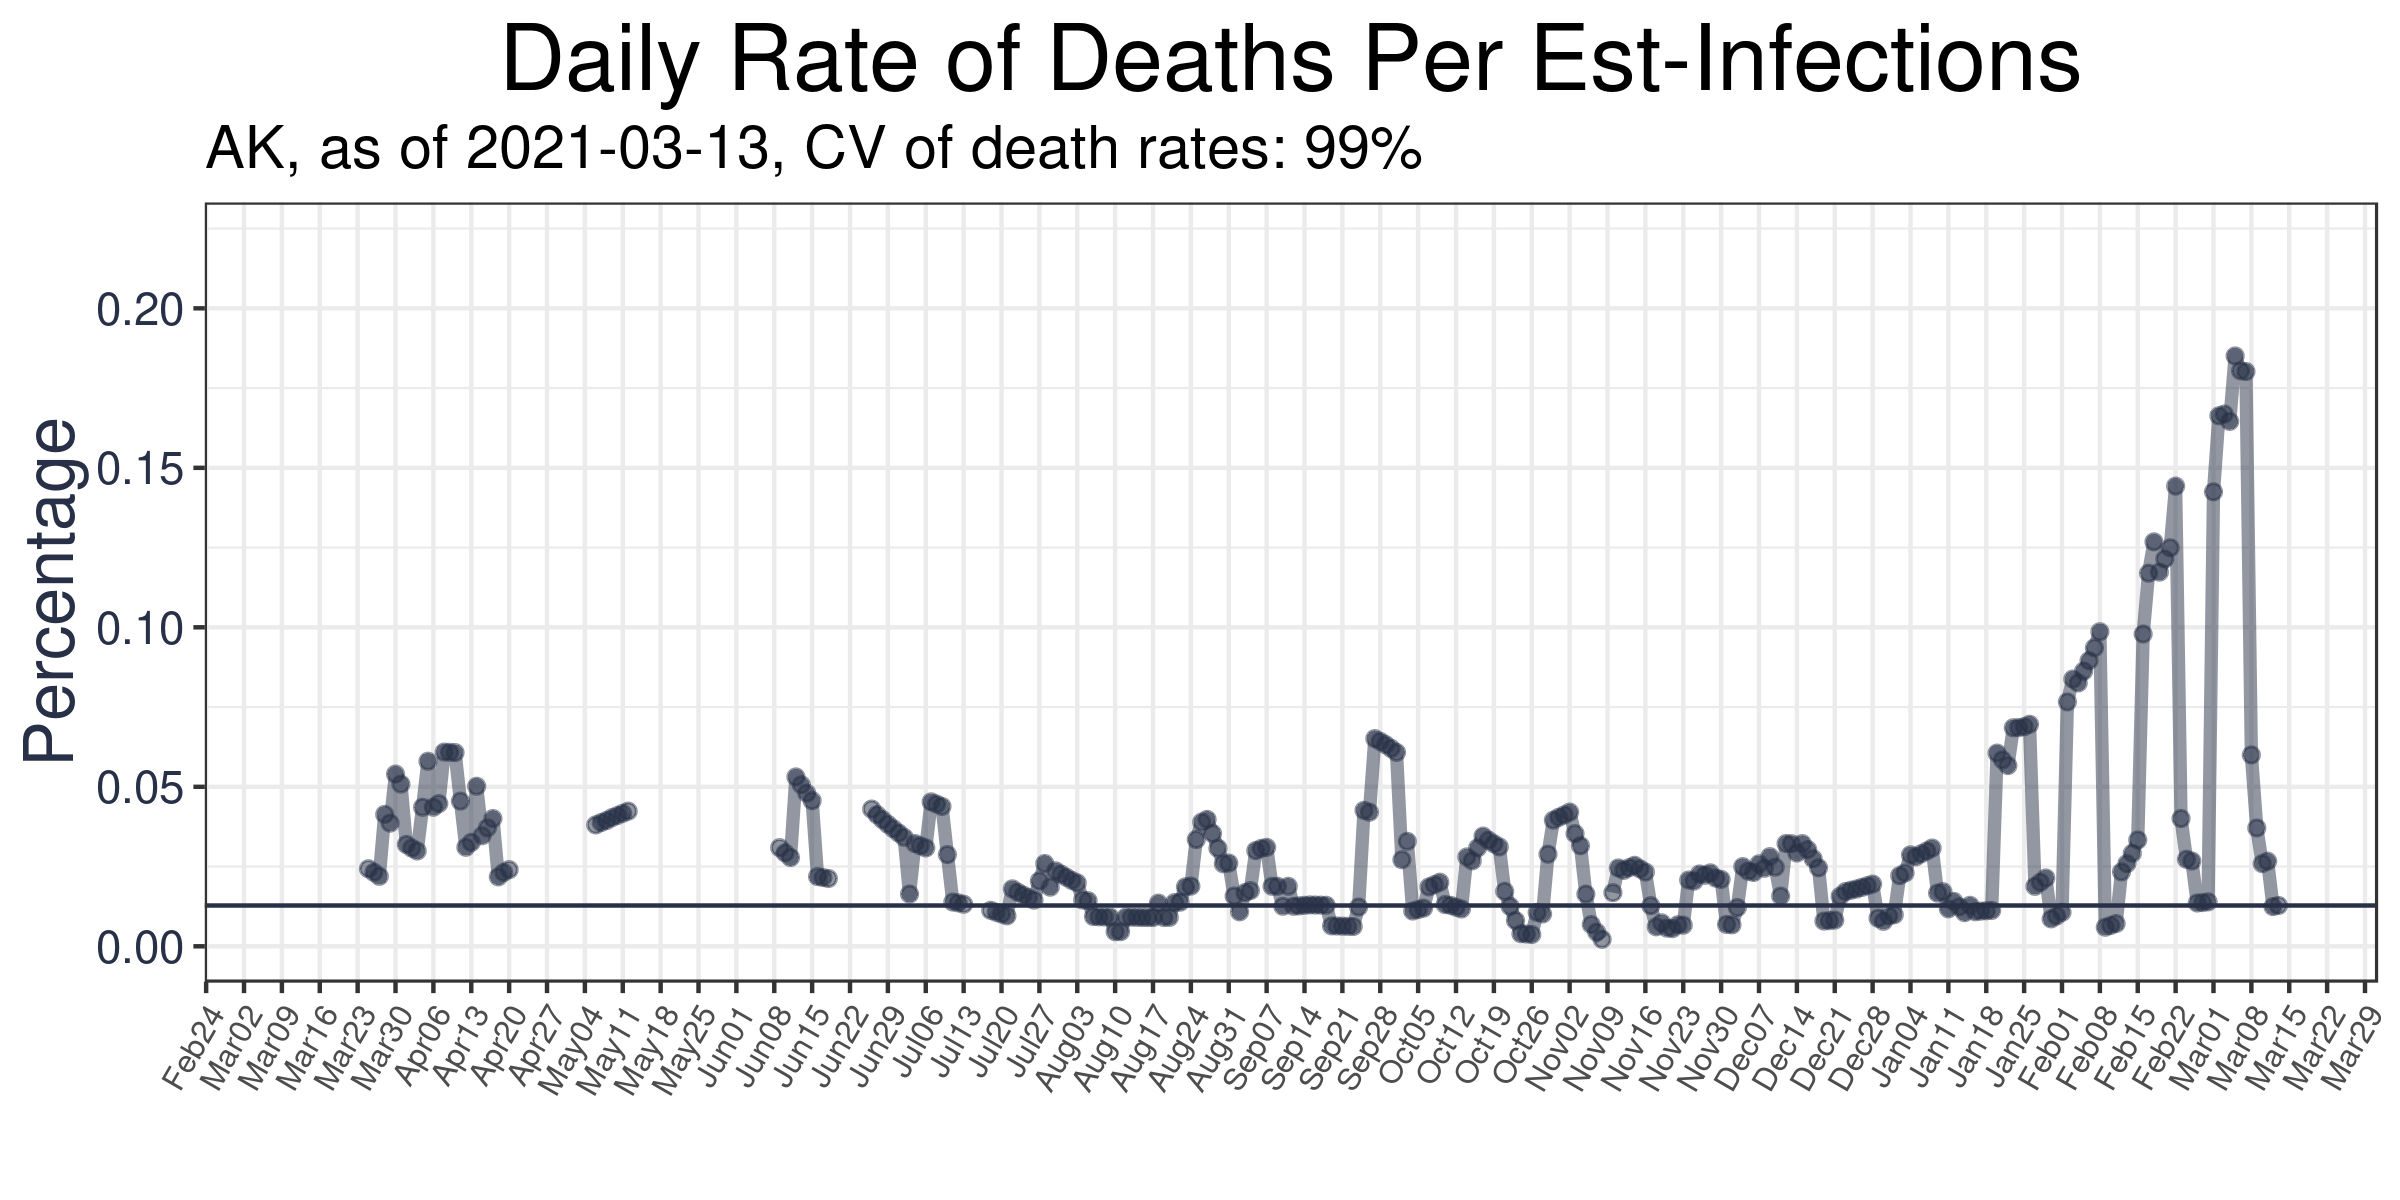 Daily Rate of Deaths Per Est-Infections
AK, as of 2021-03-13, CV of death rates: 99%
Percentage
0.20
0.15
0.10
0.05
0.00
Feb24
Mar02
Mar09
Mar16
Mar23
Mar30
Apr06
Apr13
Apr20
Apr27
May04
May11
May18
May25
Jun01
Jun08
Jun15
Jun22
Jun29
Jul06
Jul13
Jul20
Jul27
Aug03
Aug10
Aug17
Aug24
Aug31
Sep07
Sep14
Sep21
Sep28
Oct05
Oct12
Oct19
Oct26
Nov02
Nov09
Nov16
Nov23
Nov30
Dec07
Dec14
Dec21
Dec28
Jan04
Jan11
Jan18
Jan25
Feb01
Feb08
Feb15
Feb22
Mar01
Mar08
Mar15
Mar22
Mar29